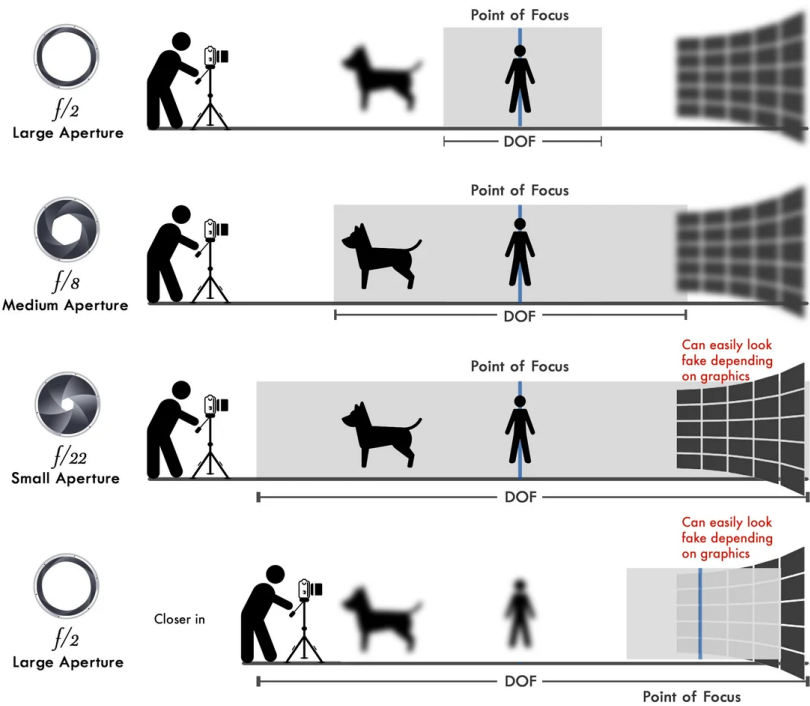 Point of Focus
f/2
Large Aperture
DOF
Point of Focus
f/8
Medium Aperture
DOF
Can easily look
fake depending
on graphics
Point of Focus
f/22
Small Aperture
DOF
Can easily look
fake depending
on graphics
f/2
Large Aperture
Closer in
DOF
Point of Focus